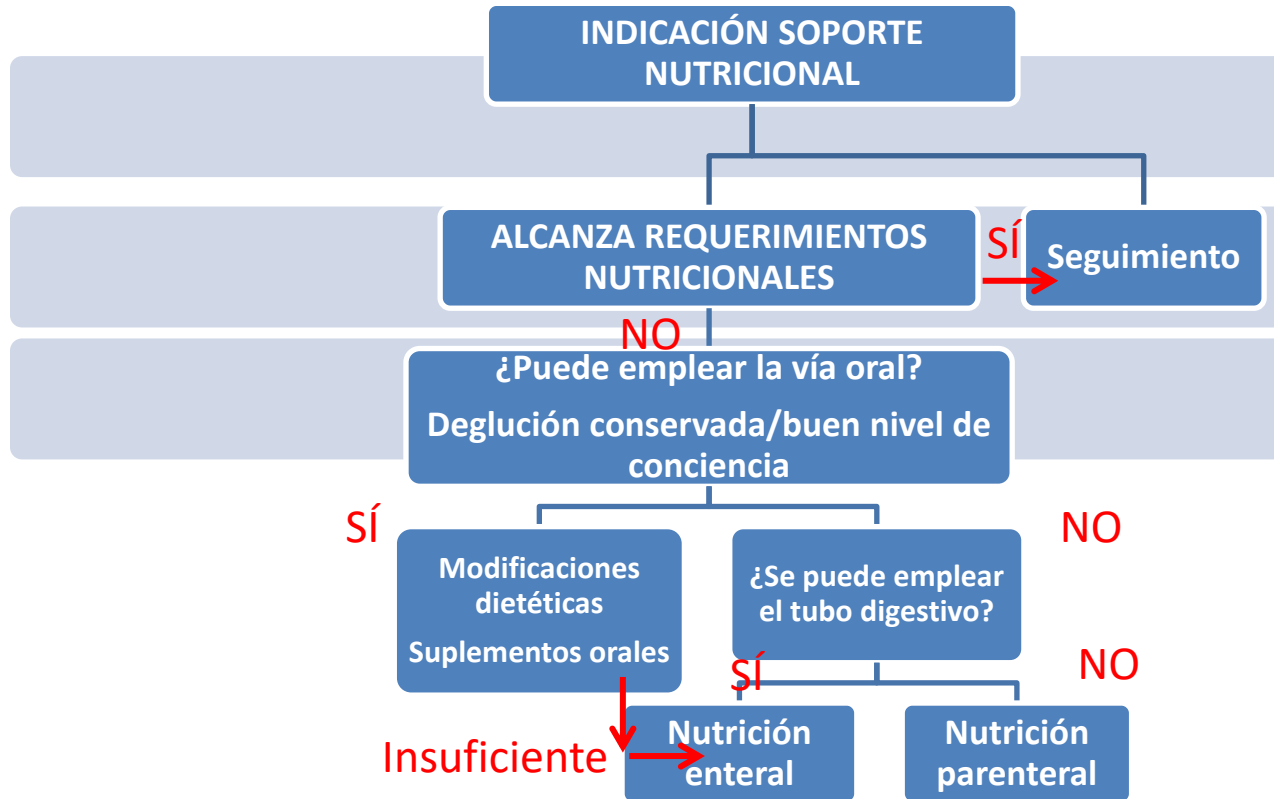 INDICACIÓN SOPORTE
NUTRICIONAL
ALCANZA REQUERIMIENTOS
NUTRICIONALES
SÍ
Seguimiento
NO
¿Puede emplear la vía oral?
Deglución conservada/buen nivel de
conciencia
SÍ
NO
Modificaciones
dietéticas
Suplementos orales
¿Se puede emplear
el tubo digestivo?
SÍ
NO
Insuficiente
Nutrición
enteral
Nutrición
parenteral